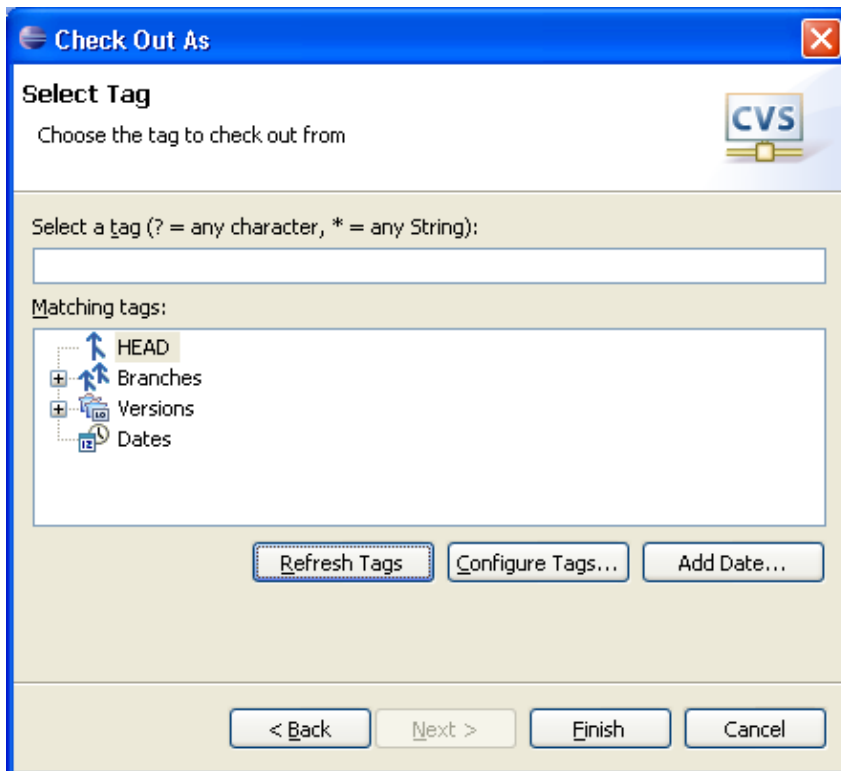 Check Out As
Select Tag
Choose the tag to check out from
CVS
Select a tag (? = any character, * = any String):
Matching tags:
HEAD
Branches
Versions
Dates
Refresh Tags Configure Tags... Add Date...
< Back Next > Finish Cancel